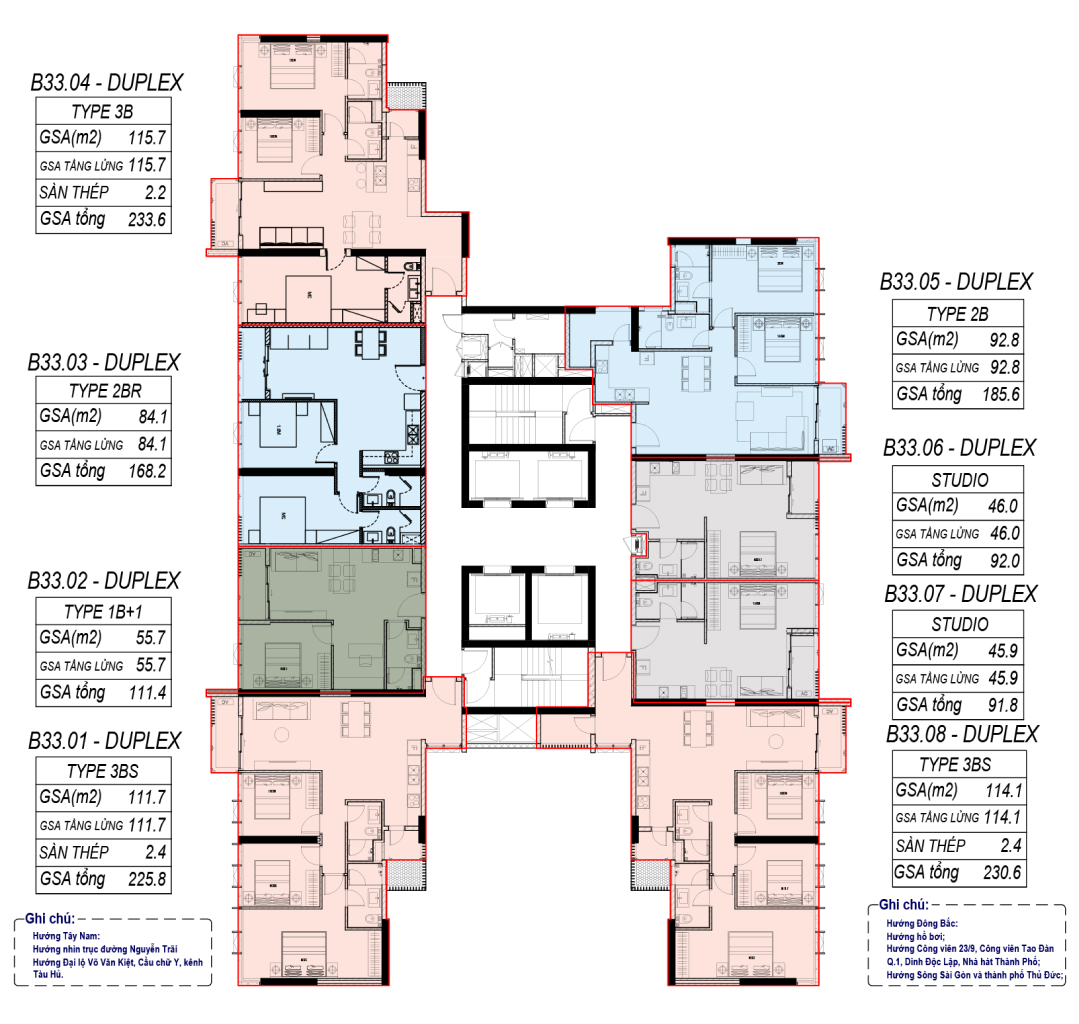 B33.04 - DUPLEX
TYPE 3B
GSA(m2) 115.7
GSA TẦNG LỬNG 115.7
SÀN THÉP 2.2
GSA tổng 233.6
B33.03 - DUPLEX
TYPE 2BR
GSA(m2) 84.1
GSA TẦNG LỬNG 84.1
GSA tổng 168.2
B33.02 - DUPLEX
TYPE 1B+1
GSA(m2) 55.7
GSA TẦNG LỬNG 55.7
GSA tổng 111.4
B33.01 - DUPLEX
TYPE 3BS
GSA(m2) 111.7
GSA TẦNG LỬNG 111.7
SÀN THÉP 2.4
GSA tổng 225.8
Ghi chú:
Hướng Tây Nam:
Hướng nhìn trục đường Nguyễn Trãi
Hướng Đại lộ Võ Văn Kiệt, Cầu chữ Y, kênh
Tàu Hủ.
B33.05 - DUPLEX
TYPE 2B
GSA(m2) 92.8
GSA TẦNG LỬNG 92.8
GSA tổng 185.6
B33.06 - DUPLEX
STUDIO
GSA(m2) 46.0
GSA TẦNG LỬNG 46.0
GSA tổng 92.0
B33.07 - DUPLEX
STUDIO
GSA(m2) 45.9
GSA TẦNG LỬNG 45.9
GSA tổng 91.8
B33.08 - DUPLEX
TYPE 3BS
GSA(m2) 114.1
GSA TẦNG LỬNG 114.1
SÀN THÉP 2.4
GSA tổng 230.6
Ghi chú:
Hướng Đông Bắc:
Hướng hồ bơi;
Hướng Công viên 23/9, Công viên Tao Đàn
Q.1, Dinh Độc Lập, Nhà hát Thành Phố;
Hướng Sông Sài Gòn và thành phố Thủ Đức;